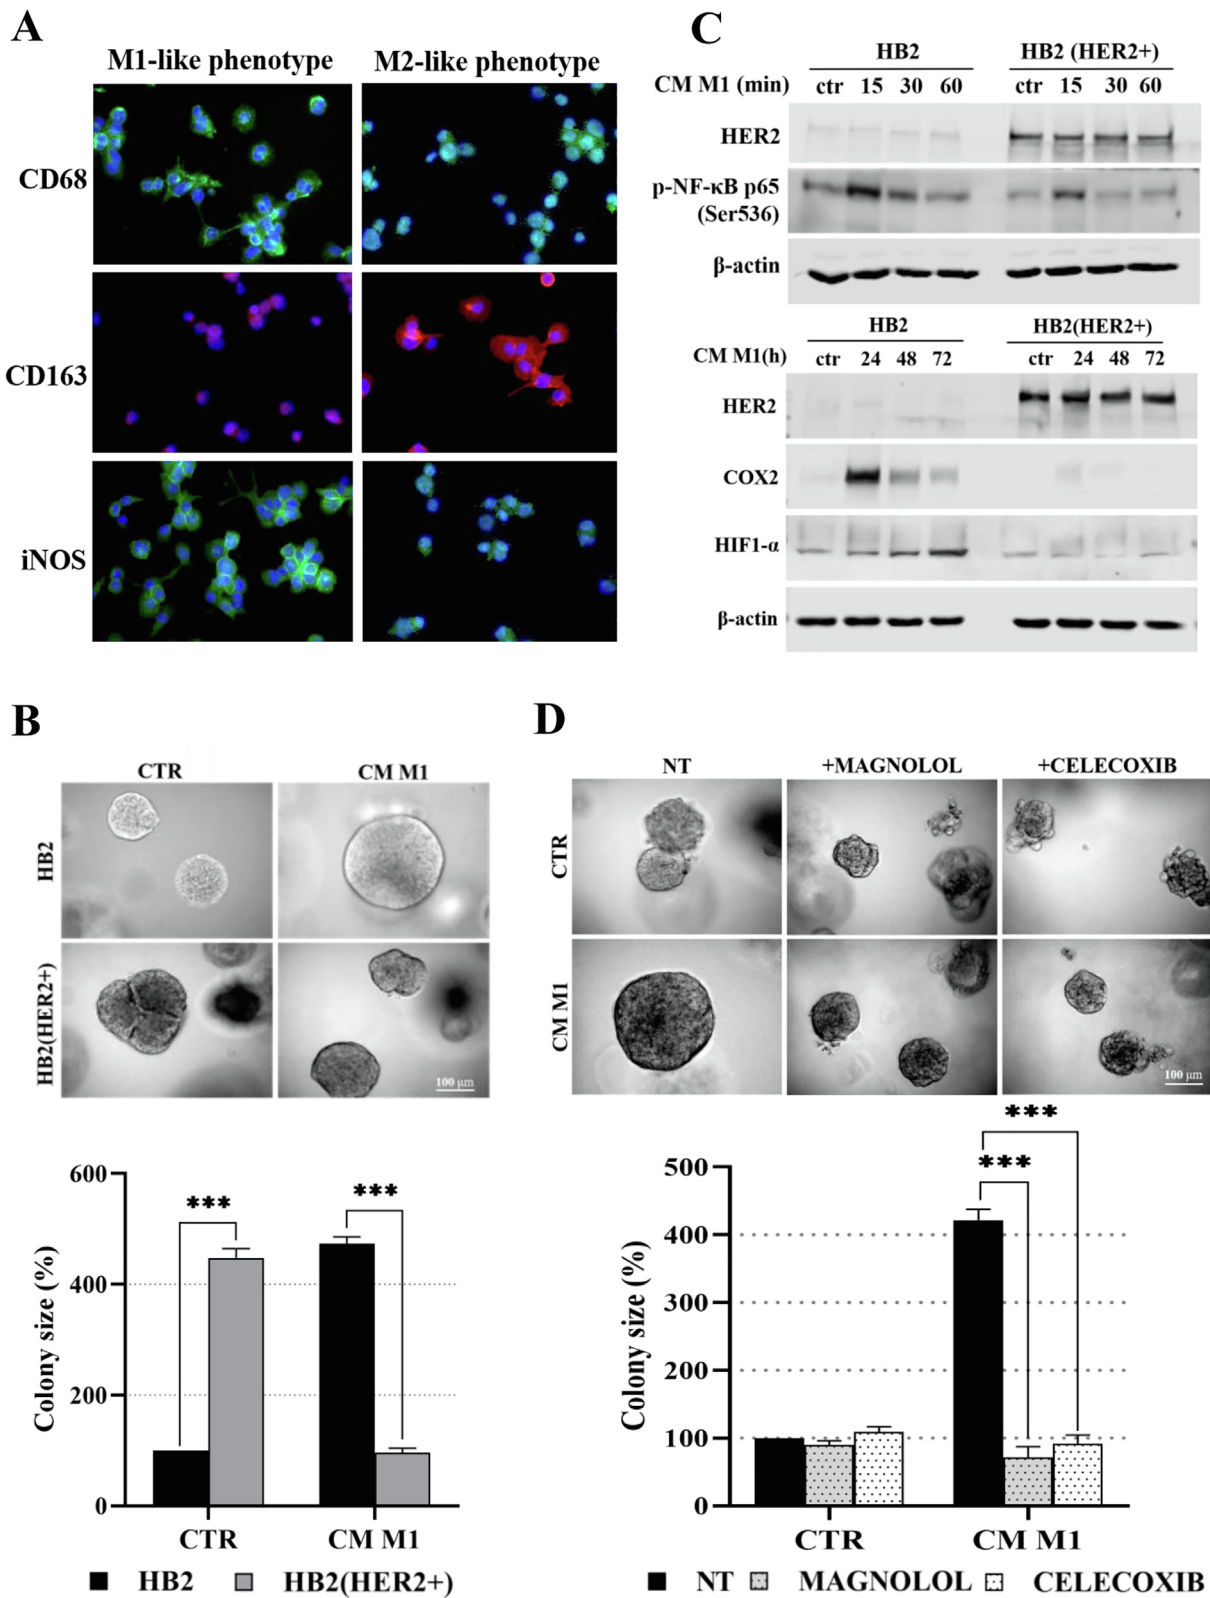 A
M1-like phenotype
M2-like phenotype
CD68
CD163
iNOS
C
HB2
HB2 (HER2+)
CM M1 (min)
ctr 15 30 60
ctr 15 30 60
HER2
p-NF-κB p65
(Ser536)
β-actin
HB2
HB2(HER2+)
CM M1(h)
ctr 24 48 72
ctr 24 48 72
HER2
COX2
HIF1-α
β-actin
B
CTR
CM M1
HB2
HB2(HER2+)
100 μm
600
400
200
0
Colony size (%)
***
***
CTR
CM M1
HB2
HB2(HER2+)
D
NT
+MAGNOLOL
+CELECOXIB
CTR
CM M1
100 μm
500
400
300
200
100
0
Colony size (%)
***
***
CTR
CM M1
NT
MAGNOLOL
CELECOXIB